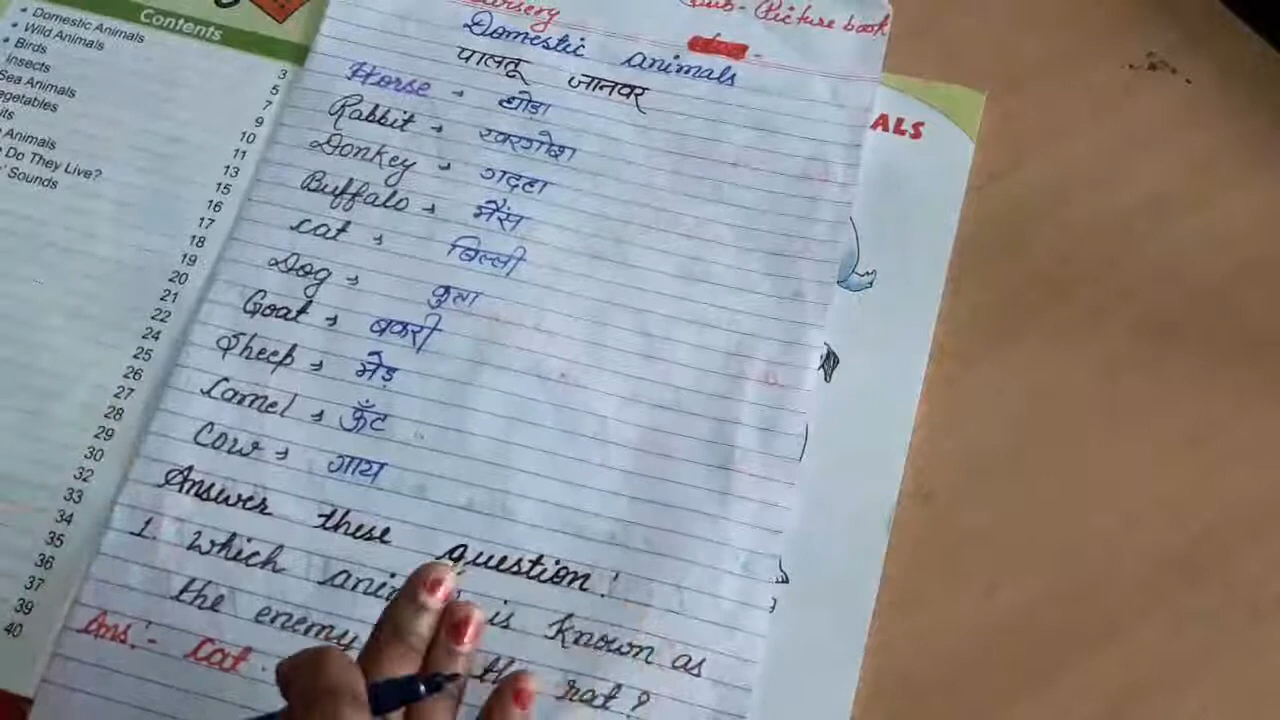 Contents
• Domestic Animals 3
• Wild Animals 5
• Birds 7
Insects 9
Sea Animals 10
11
13
Animals 15
Do They Live? 16
Sounds 17
18
19
20
21
22
24
25
26
27
28
29
30
32
33
34
35
36
37
39
40
Nursery Sub- Picture book
Domestic animals
पालतू जानवर
Horse → घोडा
Rabbit → खरगोश
Donkey → गदहा
Buffalo → भैंस
cat → बिल्ली
Dog → कुत्ता
Goat → बकरी
Sheep → भेड़
Camel → ऊँट
Cow → गाय
Answer these question :
1. Which is known as
the enemy the rat ?
Ans:- Cat.
ALS